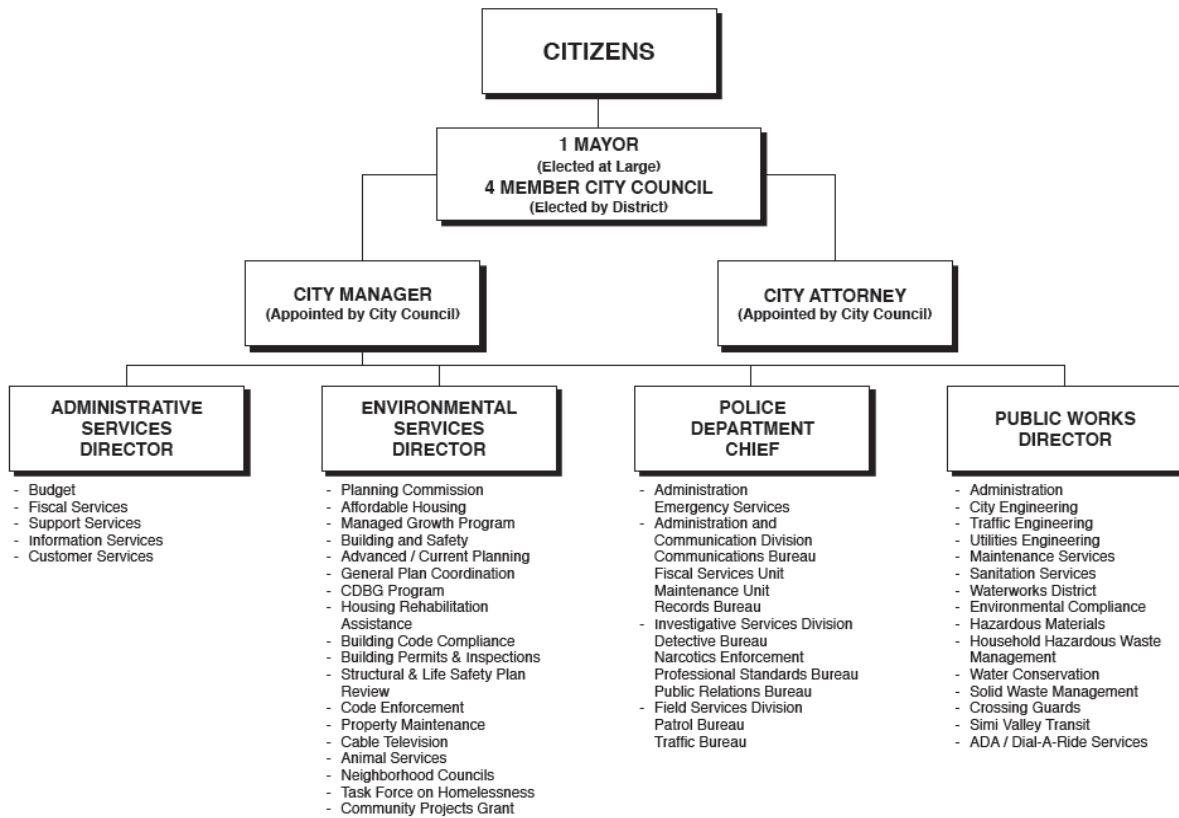 CITIZENS
1 MAYOR
(Elected at Large)
4 MEMBER CITY COUNCIL
(Elected by District)
CITY MANAGER
(Appointed by City Council)
CITY ATTORNEY
(Appointed by City Council)
ADMINISTRATIVE
SERVICES
DIRECTOR
- Budget
- Fiscal Services
- Support Services
- Information Services
- Customer Services
ENVIRONMENTAL
SERVICES
DIRECTOR
- Planning Commission
- Affordable Housing
- Managed Growth Program
- Building and Safety
- Advanced / Current Planning
- General Plan Coordination
- CDBG Program
- Housing Rehabilitation
Assistance
- Building Code Compliance
- Building Permits & Inspections
- Structural & Life Safety Plan
Review
- Code Enforcement
- Property Maintenance
- Cable Television
- Animal Services
- Neighborhood Councils
- Task Force on Homelessness
- Community Projects Grant
POLICE
DEPARTMENT
CHIEF
- Administration
Emergency Services
- Administration and
Communication Division
Communications Bureau
Fiscal Services Unit
Maintenance Unit
Records Bureau
- Investigative Services Division
Detective Bureau
Narcotics Enforcement
Professional Standards Bureau
Public Relations Bureau
- Field Services Division
Patrol Bureau
Traffic Bureau
PUBLIC WORKS
DIRECTOR
- Administration
- City Engineering
- Traffic Engineering
- Utilities Engineering
- Maintenance Services
- Sanitation Services
- Waterworks District
- Environmental Compliance
- Hazardous Materials
- Household Hazardous Waste
Management
- Water Conservation
- Solid Waste Management
- Crossing Guards
- Simi Valley Transit
- ADA / Dial-A-Ride Services